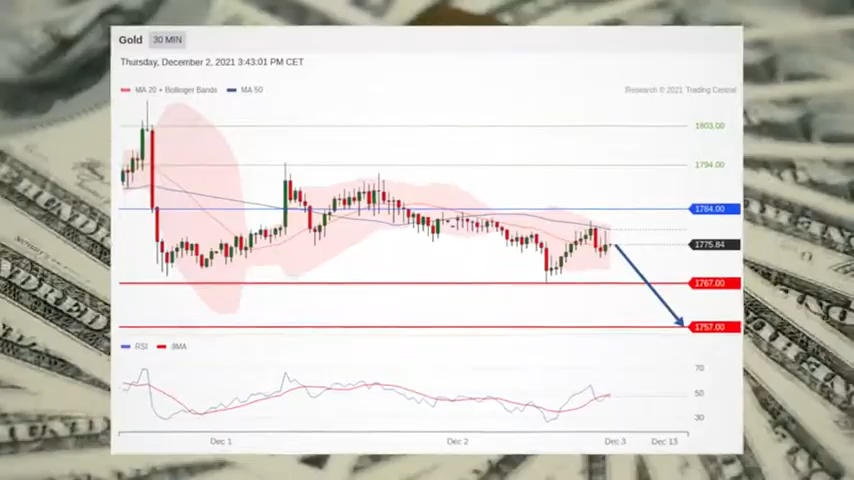 Gold 30 MIN
Thursday, December 2, 2021 3:43:01 PM CET
MA 20 + Bollinger Bands MA 50 Research © 2021 Trading Central
1803.00
1794.00
1784.00
1775.84
1767.00
1757.00
RSI 9MA
70
50
30
Dec 1 Dec 2 Dec 3 Dec 13